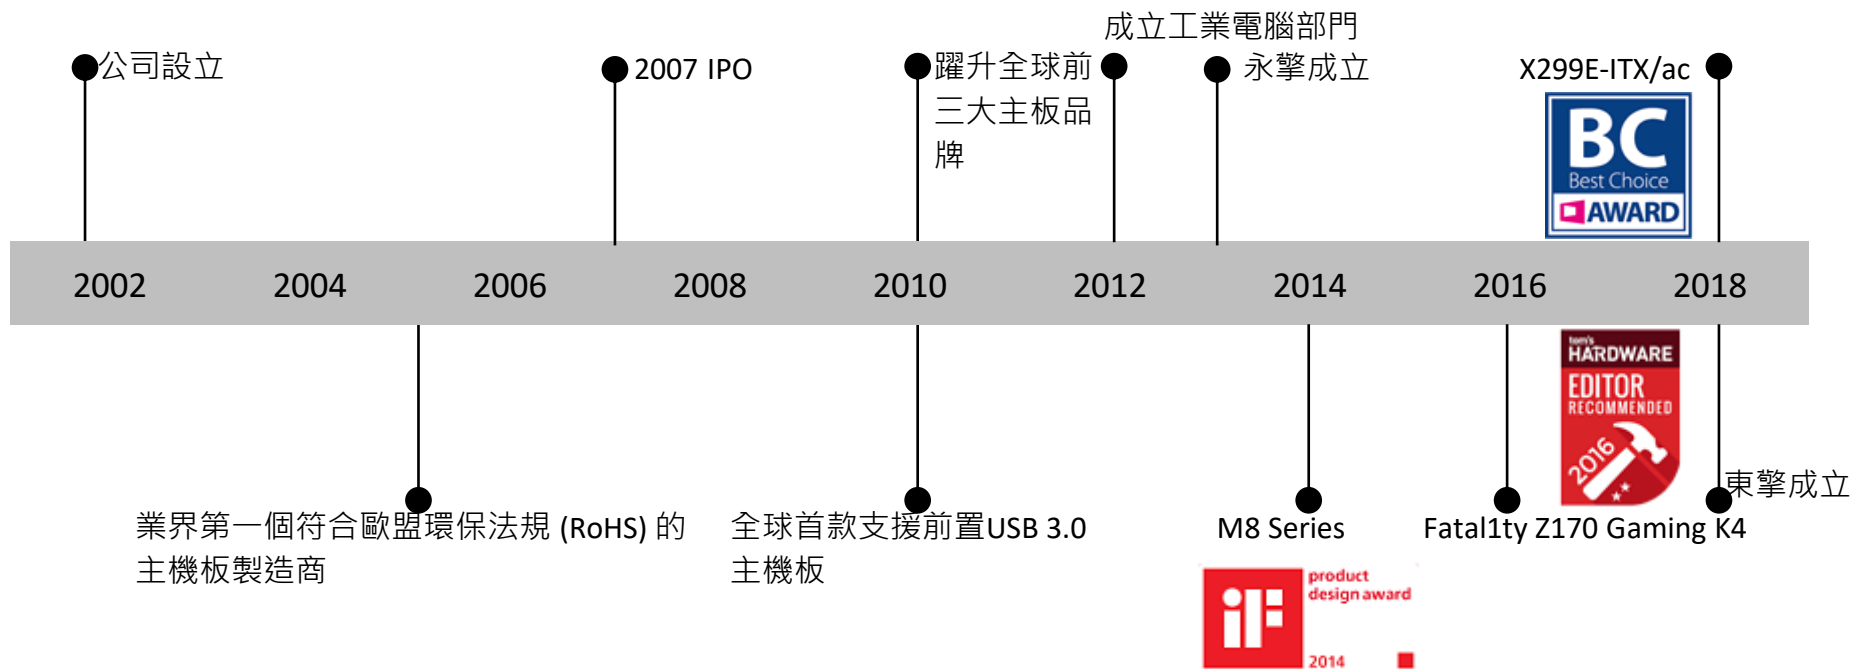 成立工業電腦部門
公司設立
2007 IPO
躍升全球前
三大主板品
牌
永擎成立
X299E-ITX/ac
BC
Best Choice
AWARD
2002 2004 2006 2008 2010 2012 2014 2016 2018
tom's
HARDWARE
EDITOR
RECOMMENDED
2016
東擎成立
業界第一個符合歐盟環保法規 (RoHS) 的
主機板製造商
全球首款支援前置USB 3.0
主機板
M8 Series
Fatal1ty Z170 Gaming K4
iF
product
design award
2014